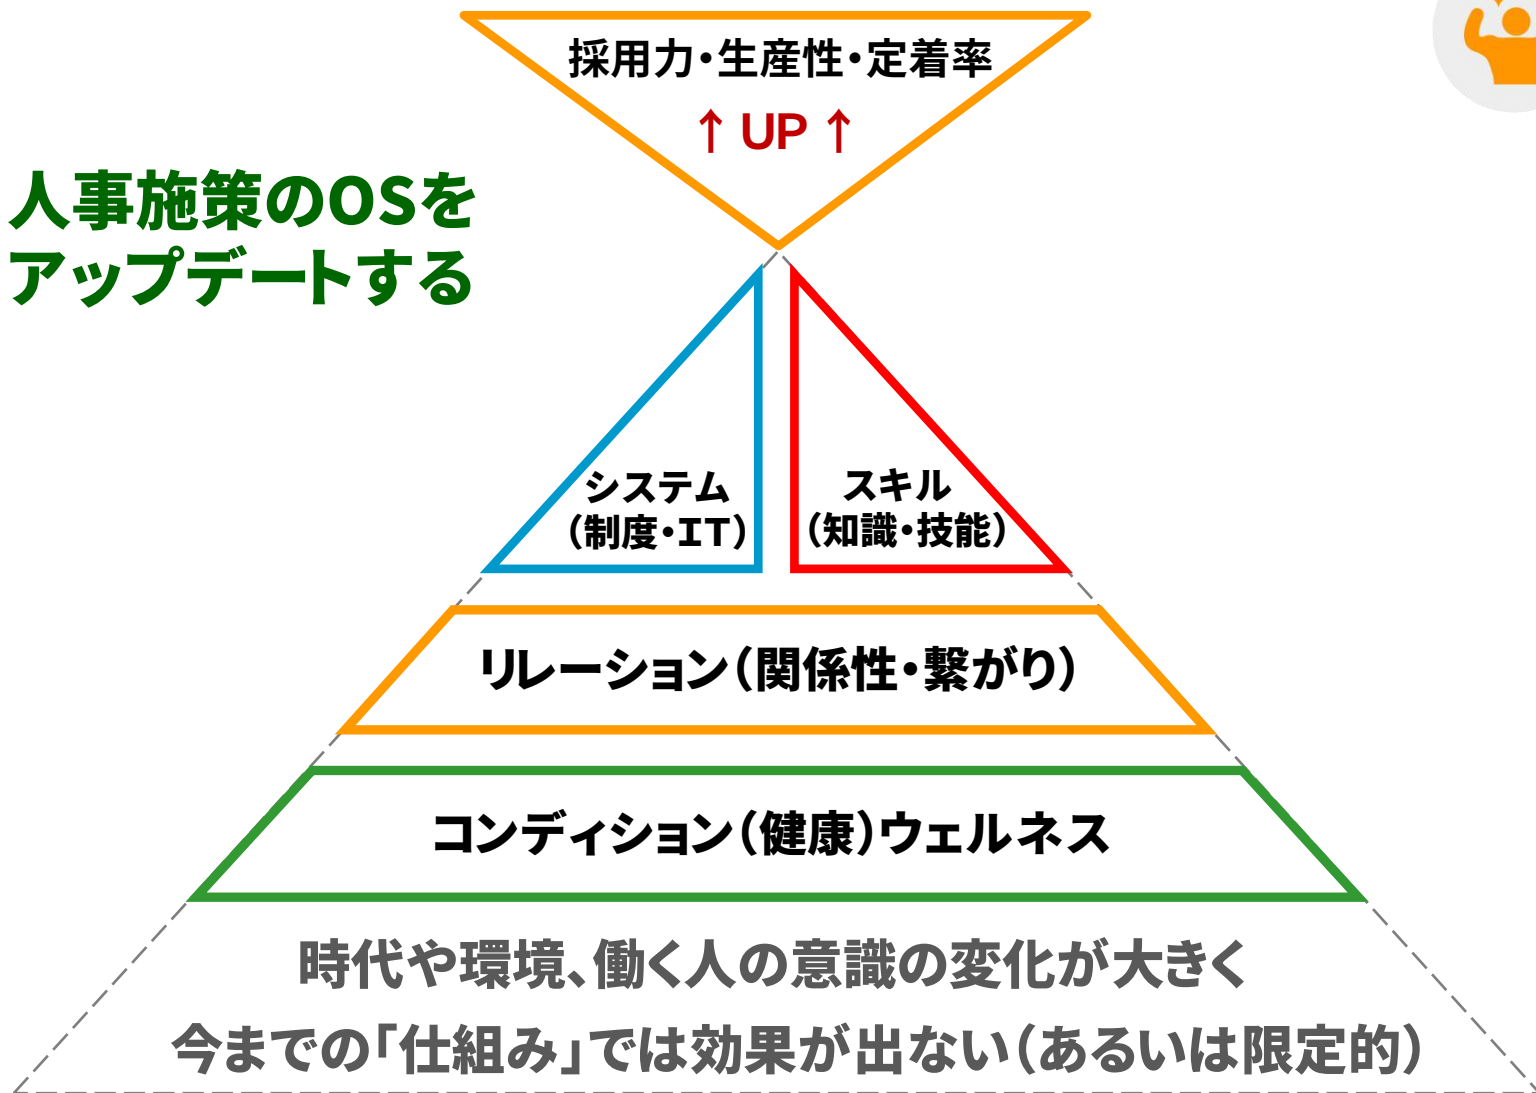 採用力・生産性・定着率
↑ UP ↑
人事施策のOSを
アップデートする
システム
（制度・IT）
スキル
（知識・技能）
リレーション（関係性・繋がり）
コンディション（健康）ウェルネス
時代や環境、働く人の意識の変化が大きく
今までの「仕組み」では効果が出ない（あるいは限定的）